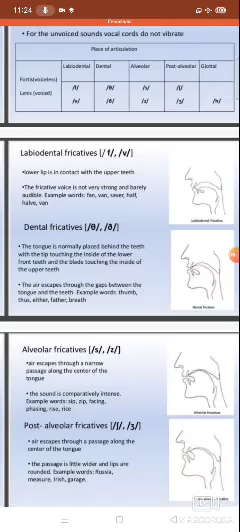 11:24
• For the unvoiced sounds vocal cords do not vibrate
Place of articulation
Labiodental Dental Alveolar Post-alveolar Glottal
Fortis(voiceless) /f/ /θ/ /s/ /ʃ/
Lenis (voiced) /v/ /ð/ /z/ /ʒ/ /h/
Labiodental fricatives [/ f/, /v/]
•lower lip is in contact with the upper teeth
•The fricative voice is not very strong and barely
audible. Example words: fan, van, saver, half,
halve, van
Labiodental fricative
Dental fricatives [/θ/, /ð/]
• The tongue is normally placed behind the teeth
with the tip touching the inside of the lower
front teeth and the blade touching the inside of
the upper teeth
• The air escapes through the gaps between the
tongue and the teeth. Example words: thumb,
thus, either, father, breath
Dental fricative
Alveolar fricatives [/s/, /z/]
•air escapes through a narrow
passage along the center of the
tongue
• the sound is comparatively intense.
Example words: sip, zip, facing,
phasing, rise, rice
Alveolar fricative
Post- alveolar fricatives [/ʃ/, /ʒ/]
• air escapes through a passage along the
center of the tongue
• the passage is little wider and lips are
rounded. Example words: Russia,
measure, Irish, garage.